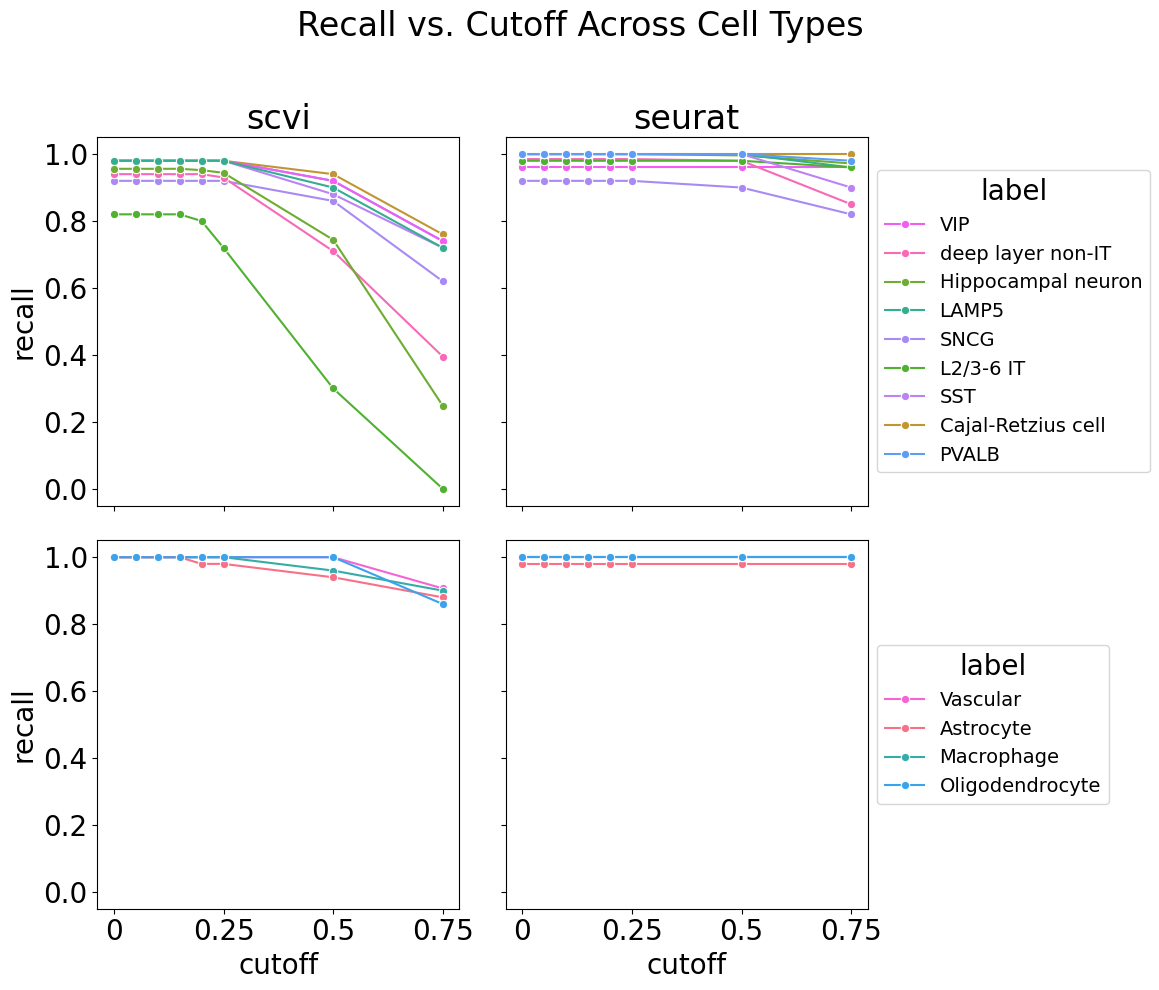 Recall vs. Cutoff Across Cell Types
scvi
seurat
1.0
0.8
0.6
0.4
0.2
0.0
recall
label
VIP
deep layer non-IT
Hippocampal neuron
LAMP5
SNCG
L2/3-6 IT
SST
Cajal-Retzius cell
PVALB
1.0
0.8
0.6
0.4
0.2
0.0
recall
0 0.25 0.5 0.75
cutoff
0 0.25 0.5 0.75
cutoff
label
Vascular
Astrocyte
Macrophage
Oligodendrocyte